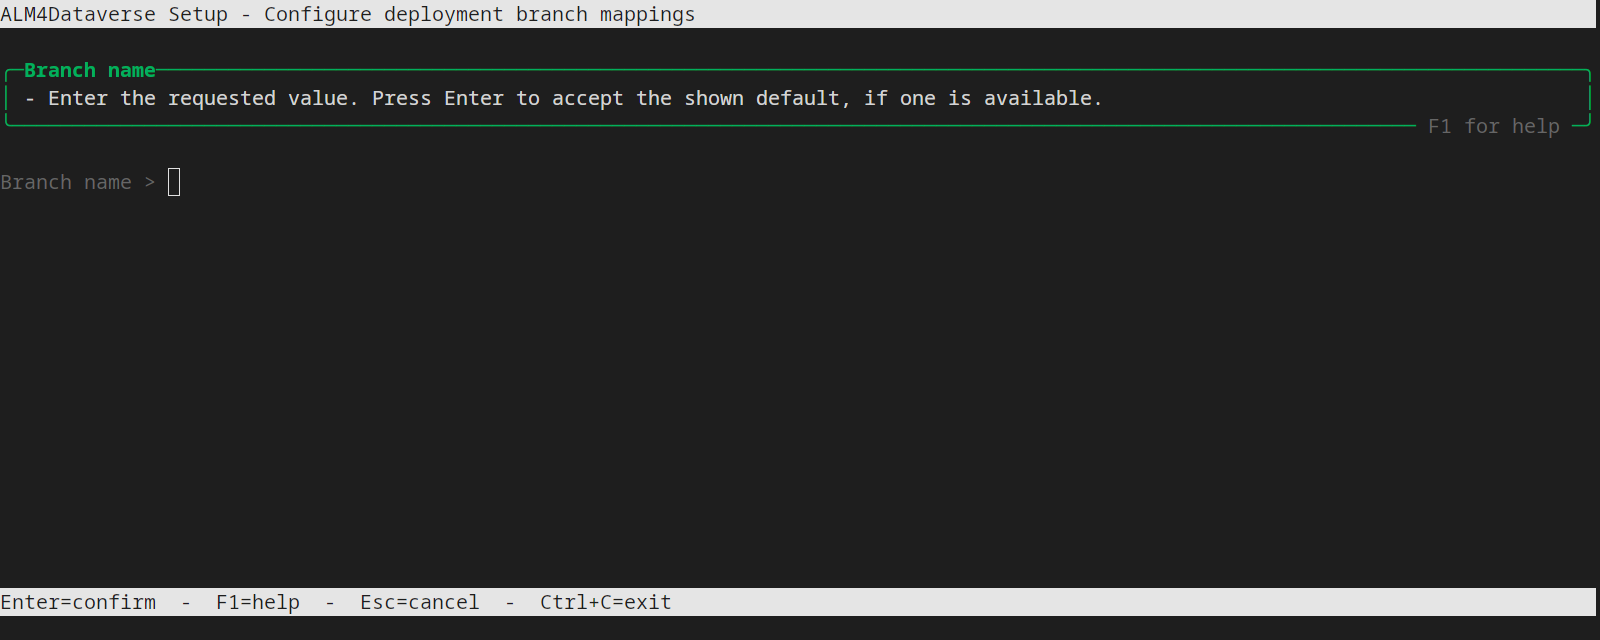 ALM4Dataverse Setup - Configure deployment branch mappings
Branch name
- Enter the requested value. Press Enter to accept the shown default, if one is available.
F1 for help
Branch name >
Enter=confirm  -  F1=help  -  Esc=cancel  -  Ctrl+C=exit